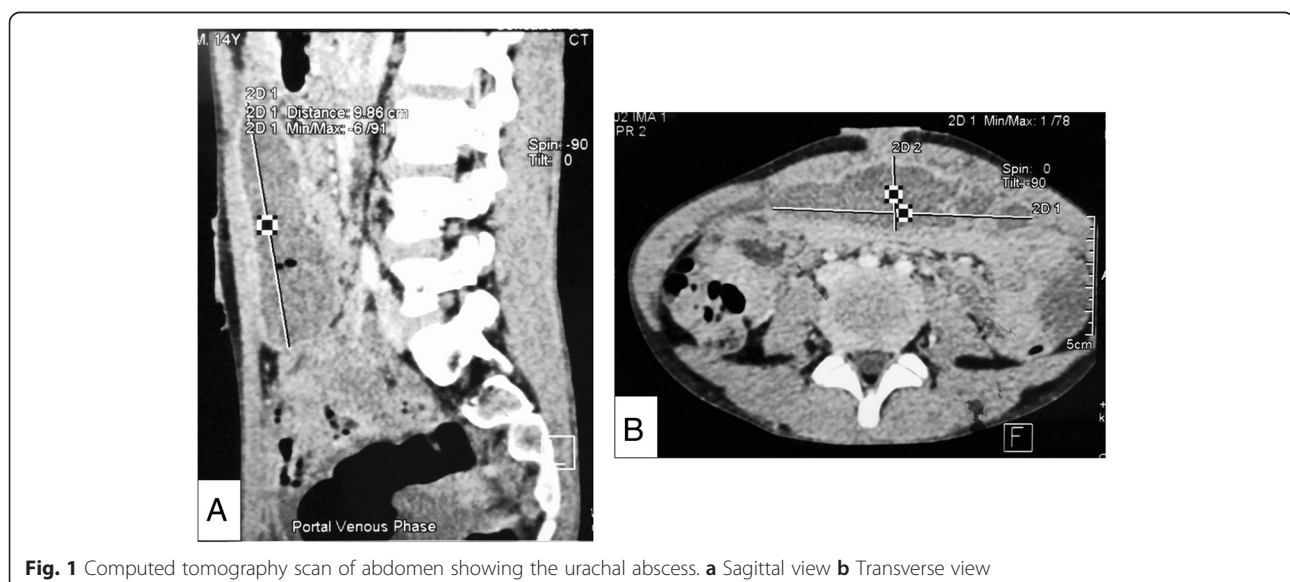 M. 14Y
CT
2D 1
2D 1 Distance: 9.86 cm
2D 1 Min/Max: -6 /91
Spin: -90
Tilt: 0
A
Portal Venous Phase
02 IMA 1
PR 2
2D 1 Min/Max: 1 /78
2D 2
Spin: 0
Tilt: -90
2D 1
5cm
B
F
Fig. 1 Computed tomography scan of abdomen showing the urachal abscess. a Sagittal view b Transverse view